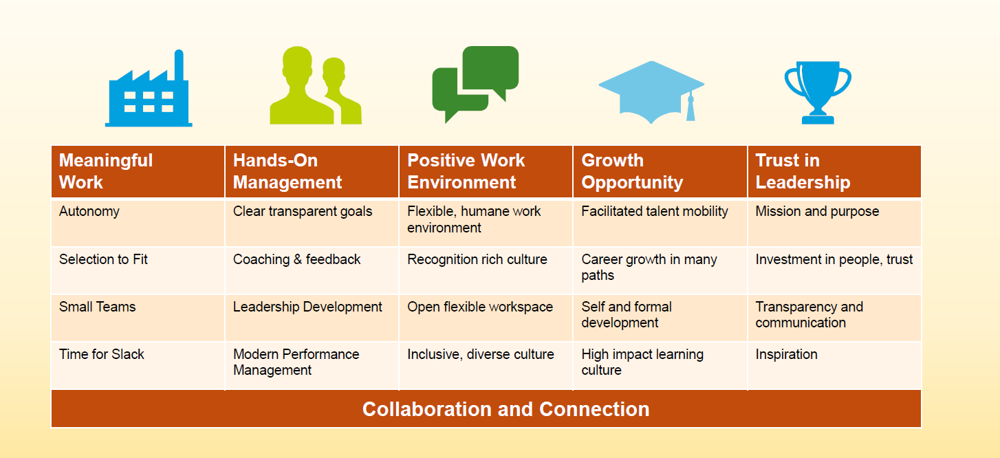 Meaningful
Work
Hands-On
Management
Positive Work
Environment
Growth
Opportunity
Trust in
Leadership
Autonomy
Clear transparent goals
Flexible, humane work
environment
Facilitated talent mobility
Mission and purpose
Selection to Fit
Coaching & feedback
Recognition rich culture
Career growth in many
paths
Investment in people, trust
Small Teams
Leadership Development
Open flexible workspace
Self and formal
development
Transparency and
communication
Time for Slack
Modern Performance
Management
Inclusive, diverse culture
High impact learning
culture
Inspiration
Collaboration and Connection